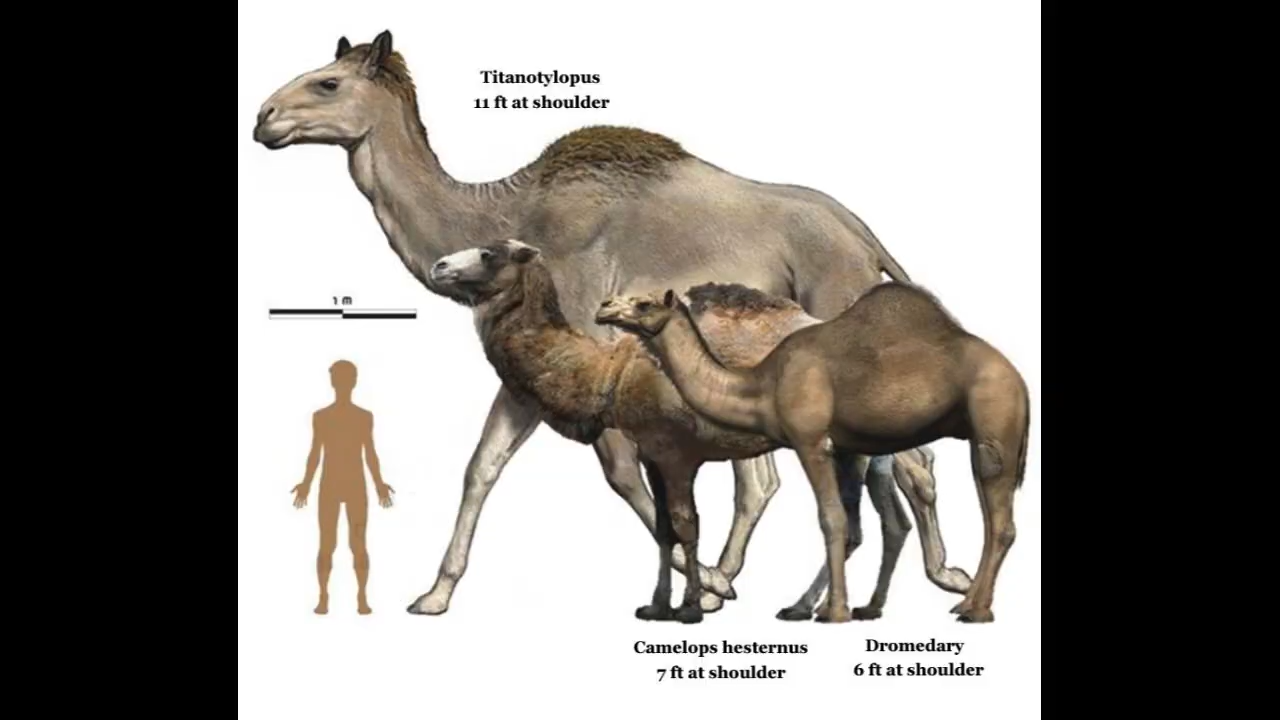 Titanotylopus
11 ft at shoulder
1 m
Camelops hesternus
7 ft at shoulder
Dromedary
6 ft at shoulder